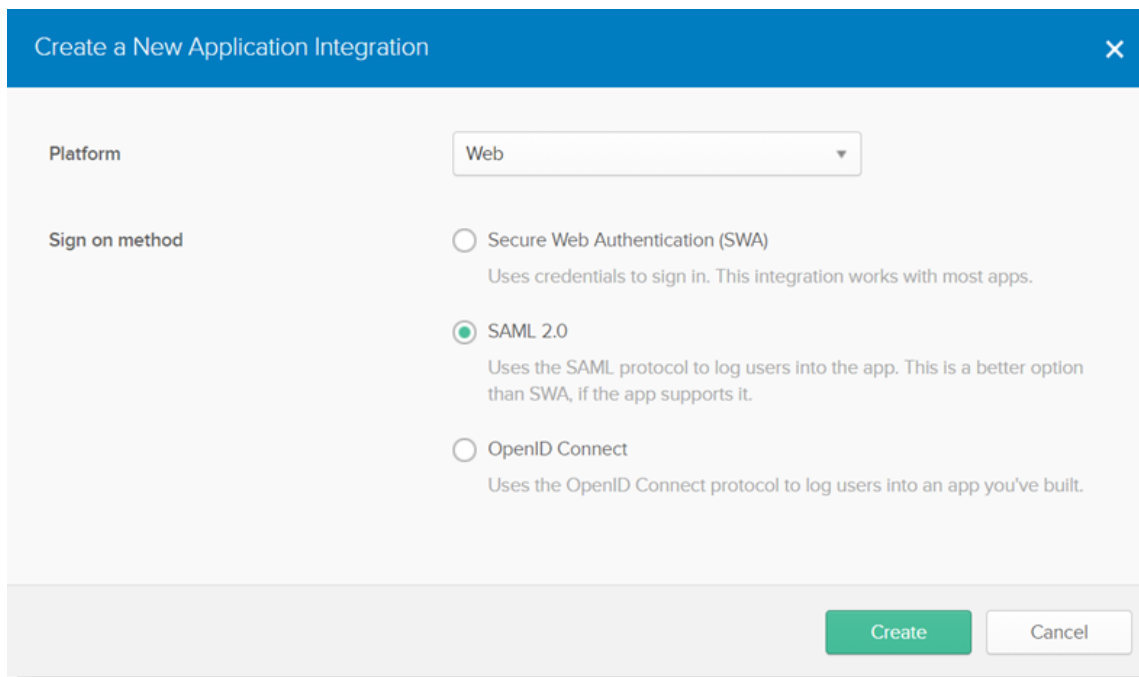 Create a New Application Integration
Platform
Web
Sign on method
Secure Web Authentication (SWA)
Uses credentials to sign in. This integration works with most apps.
SAML 2.0
Uses the SAML protocol to log users into the app. This is a better option
than SWA, if the app supports it.
OpenID Connect
Uses the OpenID Connect protocol to log users into an app you've built.
Create
Cancel